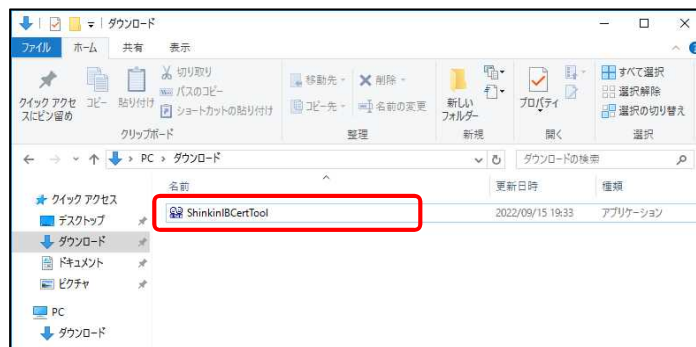 ダウンロード
ファイル ホーム 共有 表示
クイック アクセスにピン留め
コピー
貼り付け
切り取り
パスのコピー
ショートカットの貼り付け
クリップボード
移動先
コピー先
削除
名前の変更
整理
新しいフォルダー
新規
プロパティ
開く
すべて選択
選択解除
選択の切り替え
選択
PC > ダウンロード
ダウンロードの検索
名前 更新日時 種類
ShinkinIBCertTool 2022/09/15 19:33 アプリケーション
クイック アクセス
デスクトップ
ダウンロード
ドキュメント
ピクチャ
PC
ダウンロード